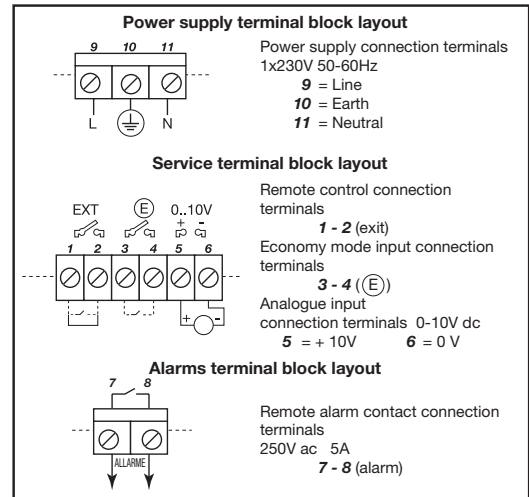 Power supply terminal block layout
9 10 11
L N
Power supply connection terminals
1x230V 50-60Hz
9 = Line
10 = Earth
11 = Neutral
Service terminal block layout
EXT E 0..10V
+ -
1 2 3 4 5 6
+ -
Remote control connection
terminals
1 - 2 (exit)
Economy mode input connection
terminals
3 - 4 (E)
Analogue input
connection terminals 0-10V dc
5 = + 10V 6 = 0 V
Alarms terminal block layout
7 8
ALLARME
Remote alarm contact connection
terminals
250V ac 5A
7 - 8 (alarm)